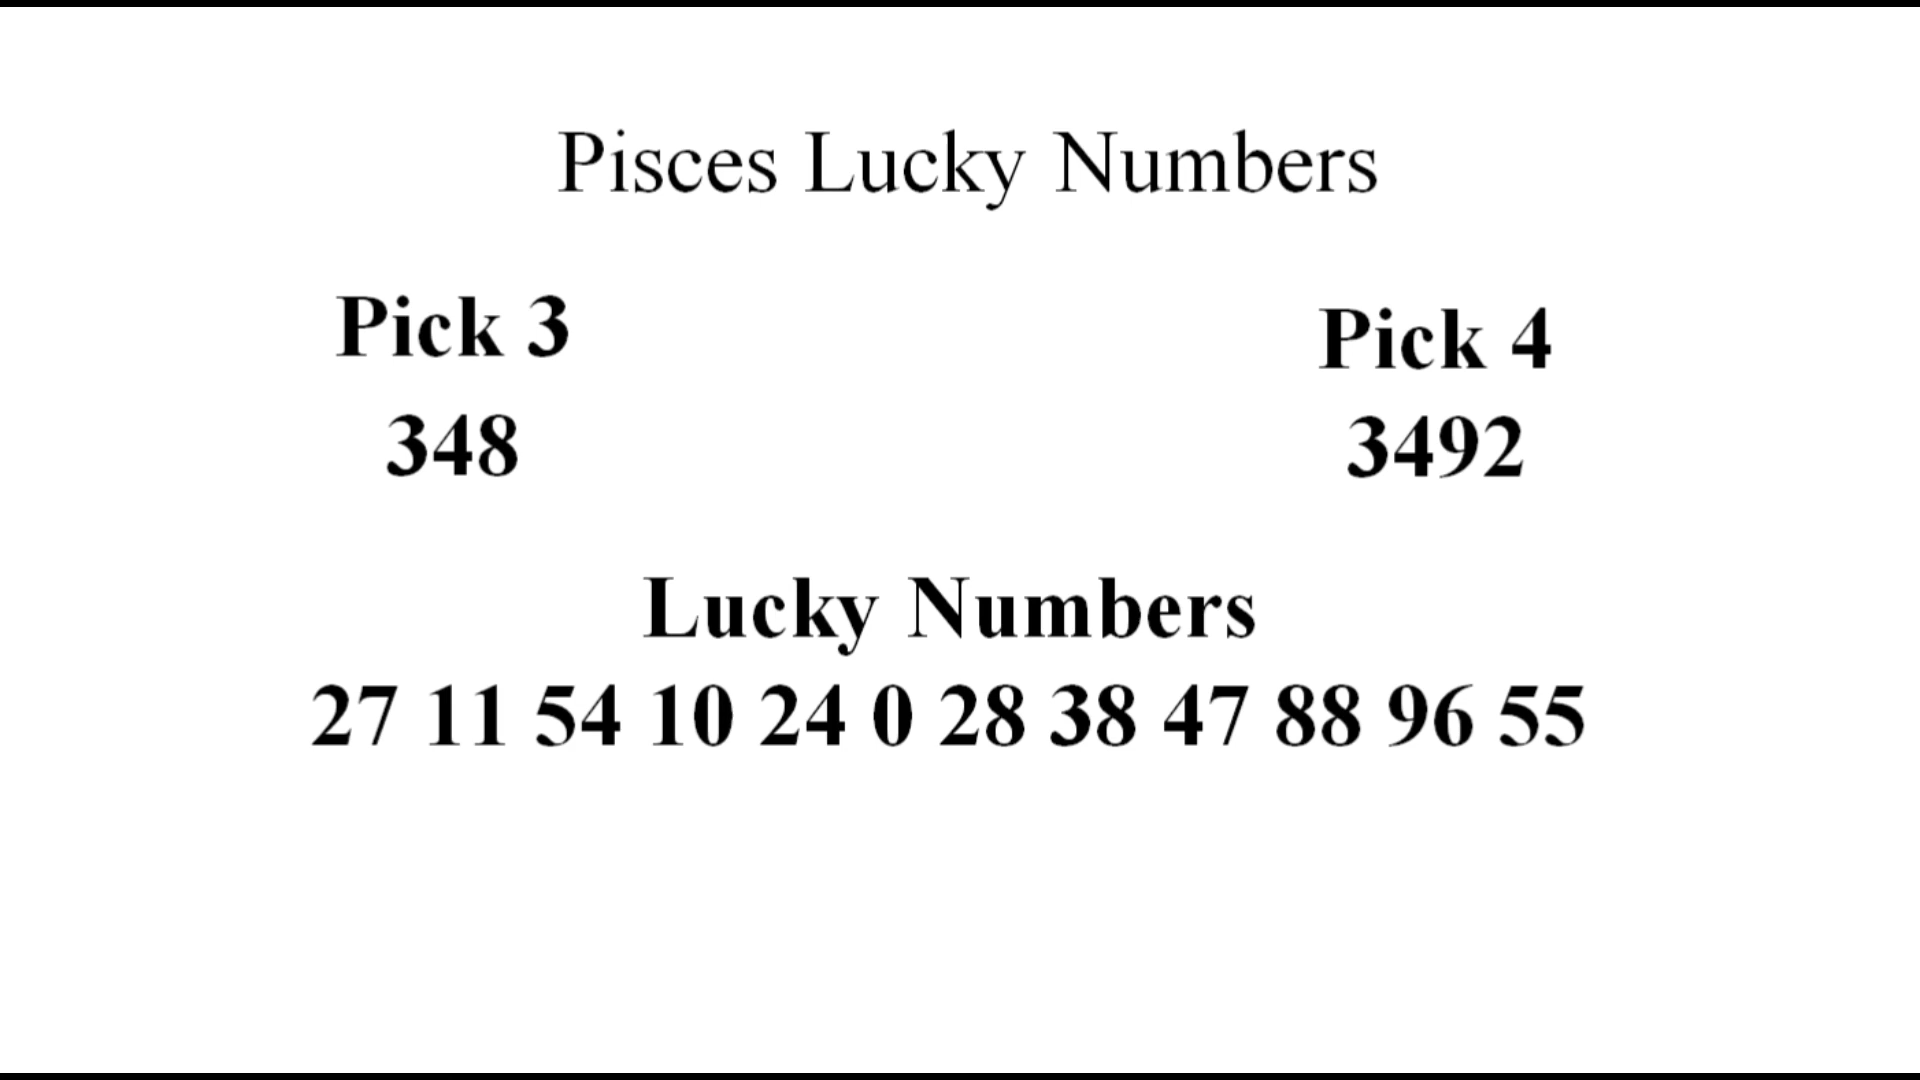 Pisces Lucky Numbers
Pick 3
348
Pick 4
3492
Lucky Numbers
27 11 54 10 24 0 28 38 47 88 96 55